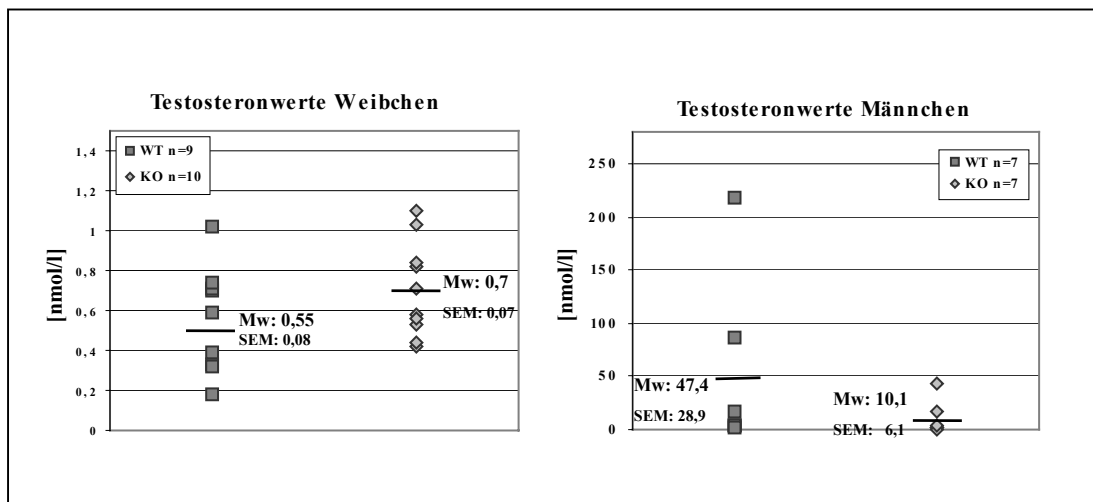 Testosteronwerte Weibchen
1,4
1,2
1
0,8
0,6
0,4
0,2
0
[nmol/l]
WT n=9
KO n=10
Mw: 0,55
SEM: 0,08
Mw: 0,7
SEM: 0,07
Testosteronwerte Männchen
250
200
150
100
50
0
[nmol/l]
WT n=7
KO n=7
Mw: 47,4
SEM: 28,9
Mw: 10,1
SEM: 6,1